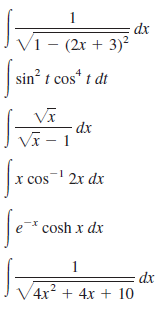 ∫ 1/√(1 − (2x + 3)²) dx
∫ sin² t cos⁴ t dt
∫ √x/(√x − 1) dx
∫ x cos⁻¹ 2x dx
∫ e⁻ˣ cosh x dx
∫ 1/√(4x² + 4x + 10) dx